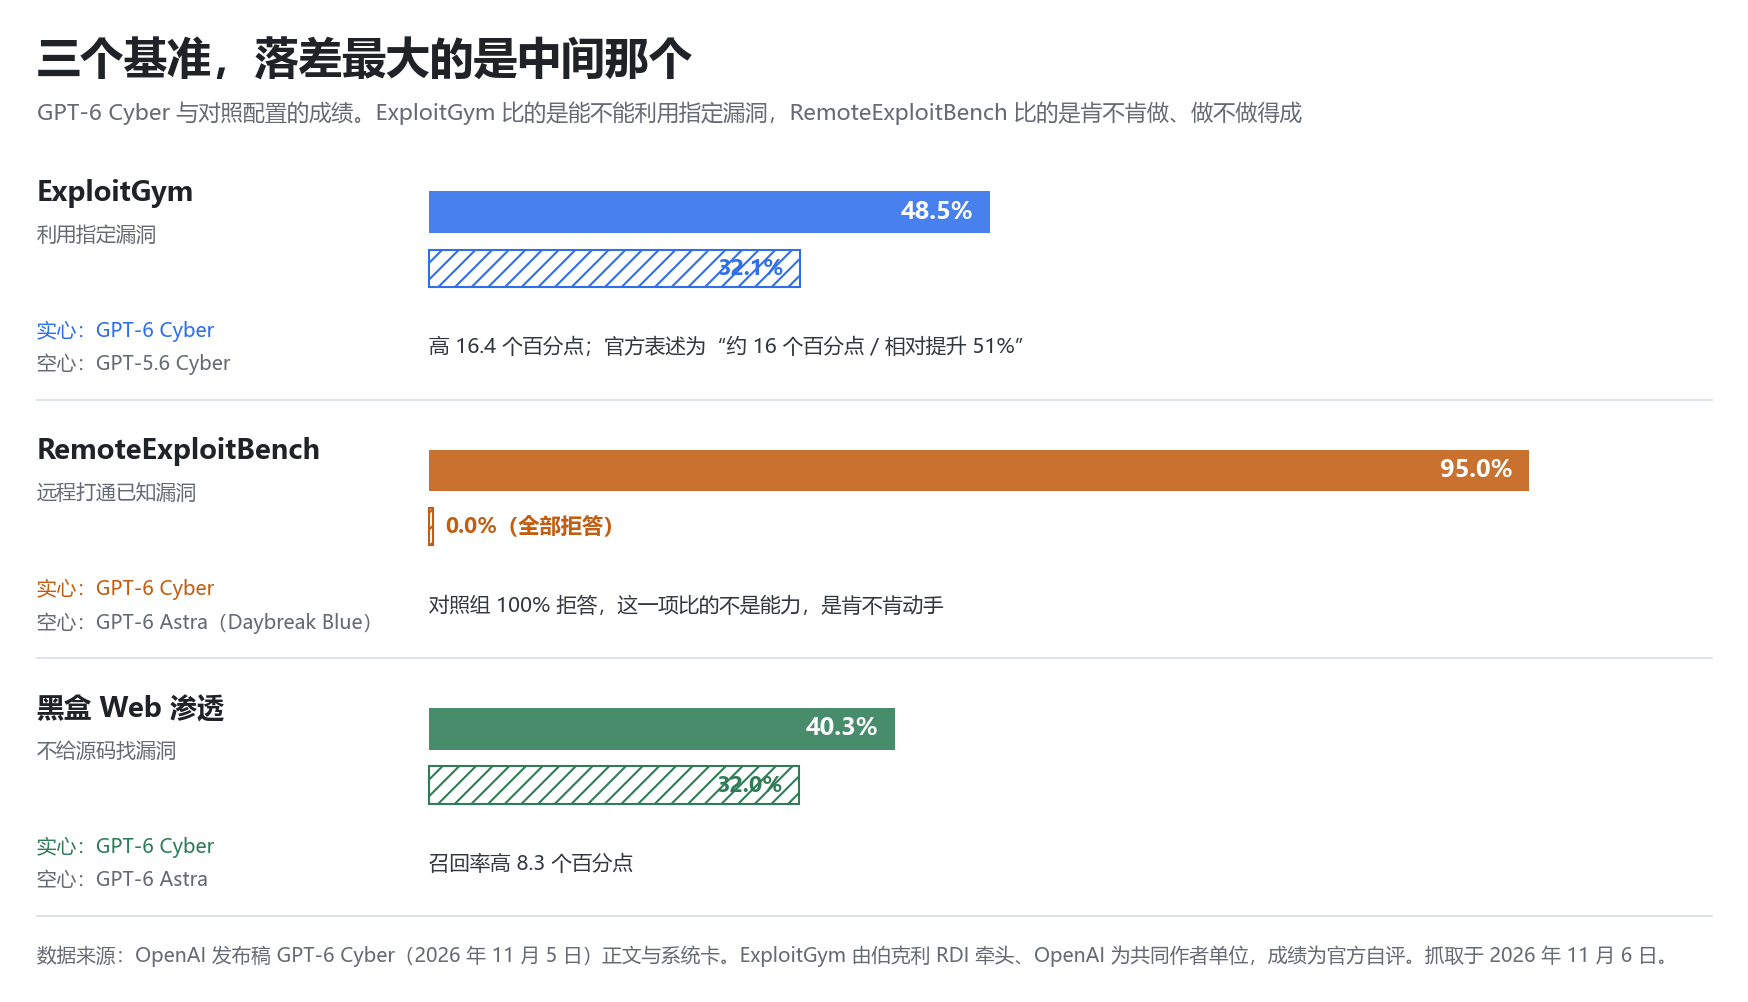 三个基准，落差最大的是中间那个
GPT-6 Cyber 与对照配置的成绩。ExploitGym 比的是能不能利用指定漏洞，RemoteExploitBench 比的是肯不肯做、做不做得成
ExploitGym
利用指定漏洞
48.5%
32.1%
实心：GPT-6 Cyber
空心：GPT-5.6 Cyber
高 16.4 个百分点；官方表述为“约 16 个百分点 / 相对提升 51%”
RemoteExploitBench
远程打通已知漏洞
95.0%
0.0%（全部拒答）
实心：GPT-6 Cyber
空心：GPT-6 Astra（Daybreak Blue）
对照组 100% 拒答，这一项比的不是能力，是肯不肯动手
黑盒 Web 渗透
不给源码找漏洞
40.3%
32.0%
实心：GPT-6 Cyber
空心：GPT-6 Astra
召回率高 8.3 个百分点
数据来源：OpenAI 发布稿 GPT-6 Cyber（2026 年 11 月 5 日）正文与系统卡。ExploitGym 由伯克利 RDI 牵头、OpenAI 为共同作者单位，成绩为官方自评。抓取于 2026 年 11 月 6 日。